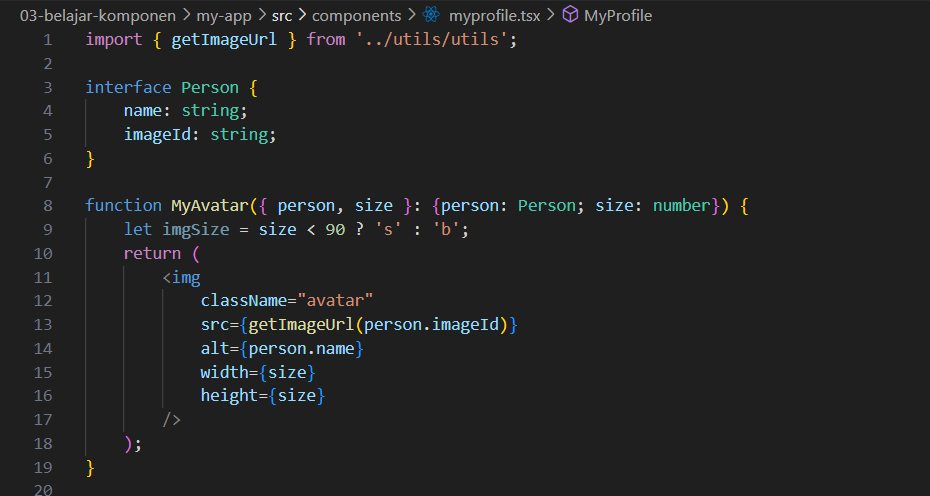 03-belajar-komponen > my-app > src > components > myprofile.tsx > MyProfile
1 import { getImageUrl } from '../utils/utils';
2
3 interface Person {
4     name: string;
5     imageId: string;
6 }
7
8 function MyAvatar({ person, size }: {person: Person; size: number}) {
9     let imgSize = size < 90 ? 's' : 'b';
10     return (
11         <img
12             className="avatar"
13             src={getImageUrl(person.imageId)}
14             alt={person.name}
15             width={size}
16             height={size}
17         />
18     );
19 }
20